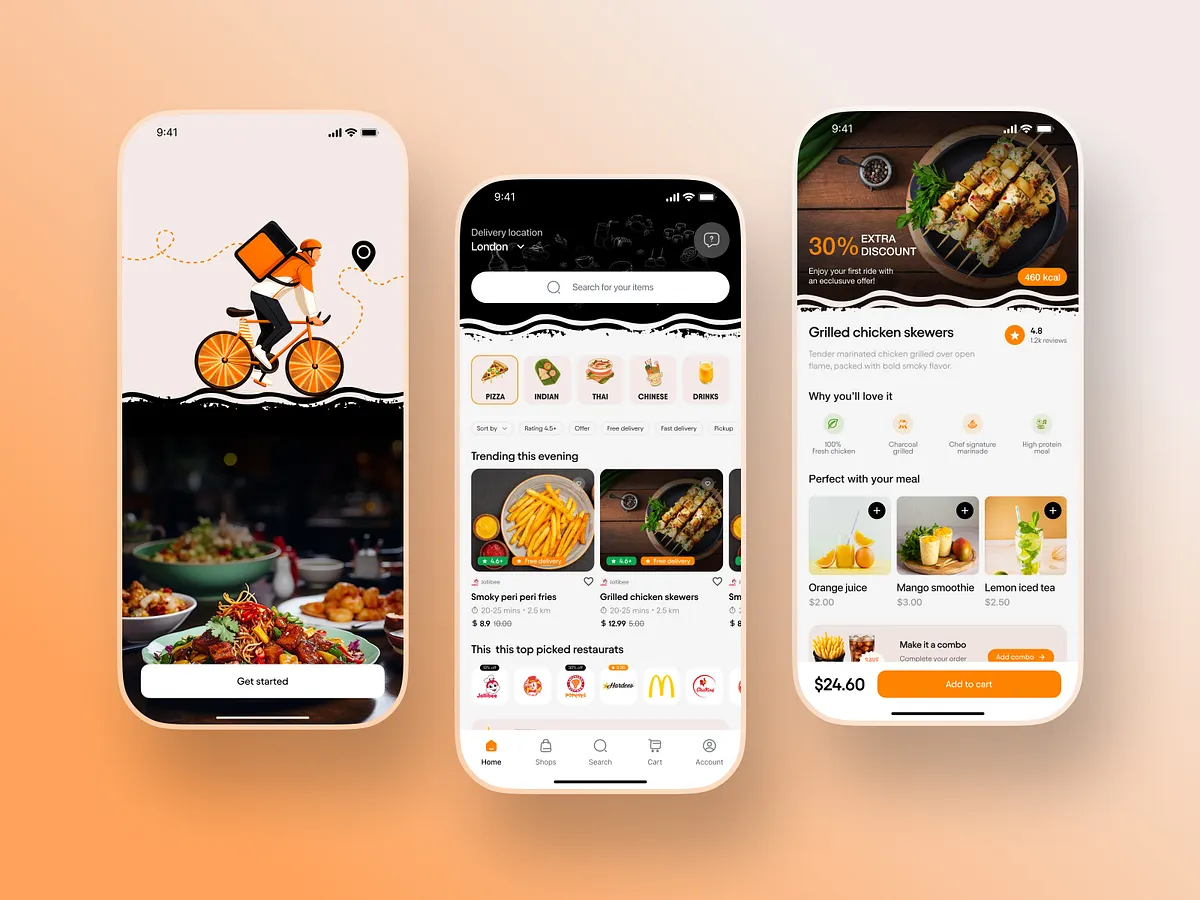 9:41
Get started
9:41
Delivery location
London
Search for your items
PIZZA
INDIAN
THAI
CHINESE
DRINKS
Sort by
Rating 4.5+
Offer
Free delivery
Fast delivery
Pickup
Trending this evening
4.6+
Free delivery
4.6+
Free delivery
Jollibee
Jollibee
Smoky peri peri fries
Grilled chicken skewers
Sm
20-25 mins • 2.5 km
20-25 mins • 2.5 km
$ 8.9 10.00
$ 12.99 5.00
$ 8
This this top picked restaurats
Jollibee
POPEYES
Hardee's
Home
Shops
Search
Cart
Account
9:41
30% EXTRA
DISCOUNT
Enjoy your first ride with
an ecclusuve offer!
460 kcal
Grilled chicken skewers
4.8
1.2k reviews
Tender marinated chicken grilled over open
flame, packed with bold smoky flavor.
Why you'll love it
100%
Fresh chicken
Charcoal
grilled
Chef signature
marinade
High protein
meal
Perfect with your meal
Orange juice
Mango smoothie
Lemon iced tea
$2.00
$3.00
$2.50
Make it a combo
SAVE
Complete your order
Add combo
$24.60
Add to cart